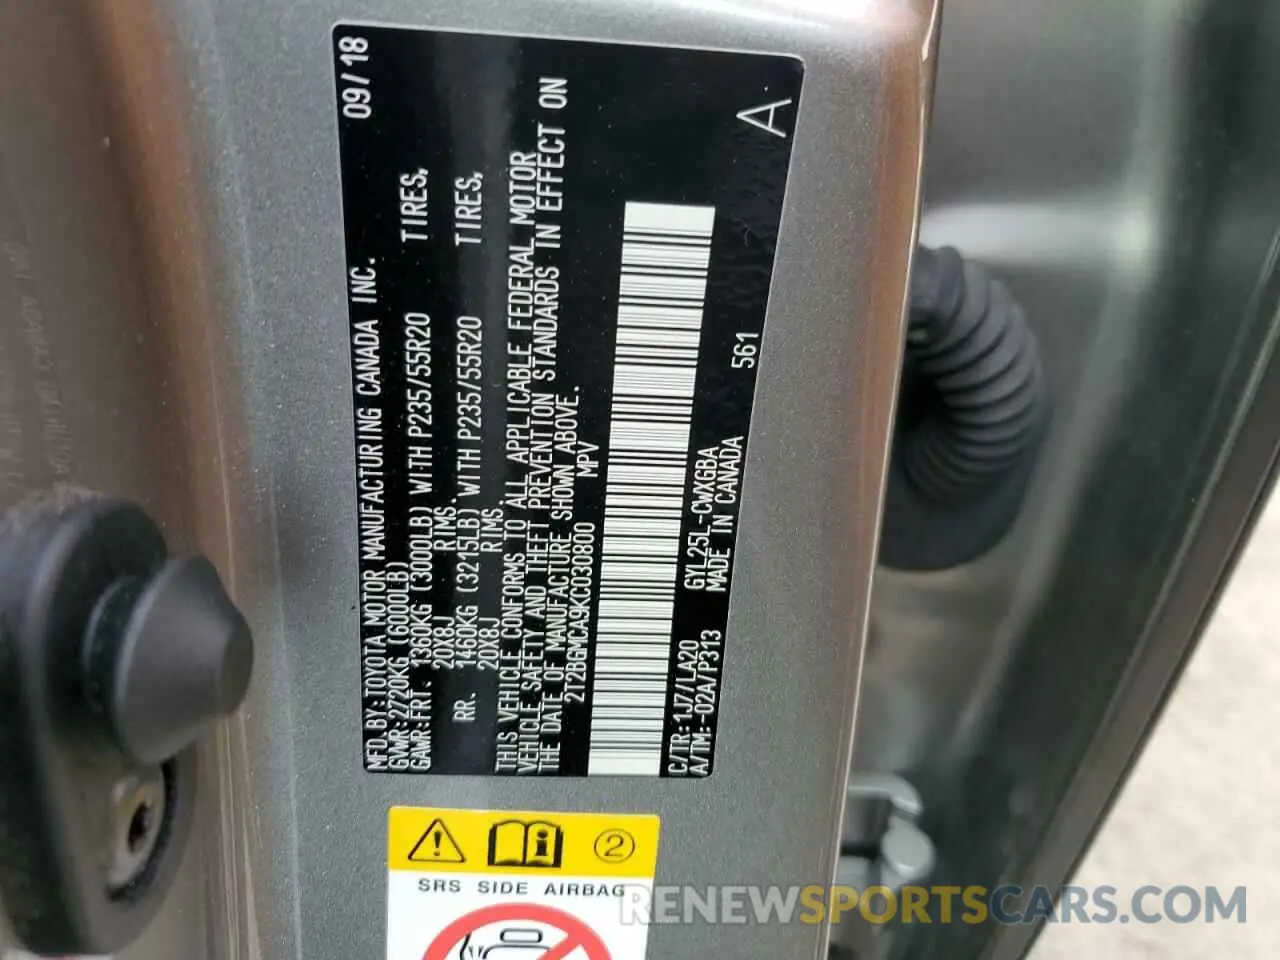 MFD. BY: TOYOTA MOTOR MANUFACTURING CANADA INC. 09/18
GVWR: 2720KG (6000LB)
GAWR: FRT. 1360KG (3000LB) WITH P235/55R20 TIRES,
20X8J RIMS.
RR. 1460KG (3215LB) WITH P235/55R20 TIRES,
20X8J RIMS.
THIS VEHICLE CONFORMS TO ALL APPLICABLE FEDERAL MOTOR
VEHICLE SAFETY AND THEFT PREVENTION STANDARDS IN EFFECT ON
THE DATE OF MANUFACTURE SHOWN ABOVE.
2T2BGMCA9KC030800 MPV
C/TR: 1J7/LA20 GYL25L-CWXGBA
A/TM: -02A/P313 MADE IN CANADA 561
A
i 2
SRS SIDE AIRBAG
RENEWSPORTSCARS.COM